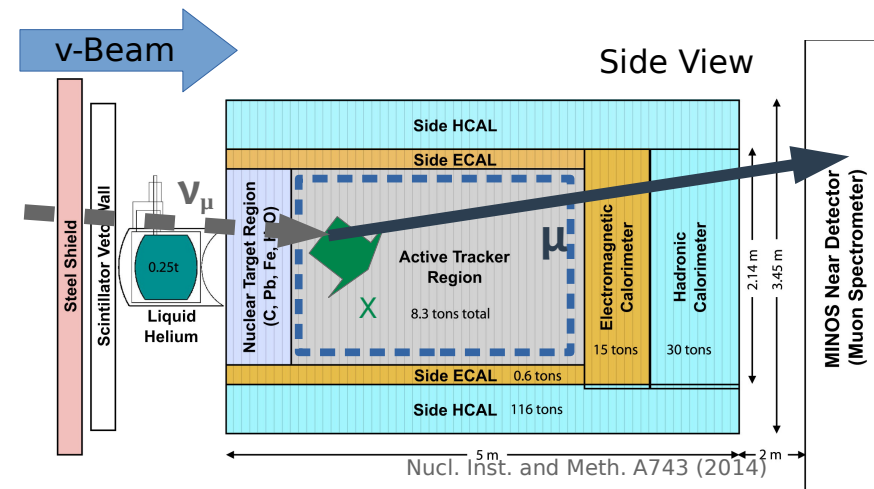 ν-Beam
Side View
Steel Shield
Scintillator Veto Wall
ν_μ
0.25t
Liquid
Helium
Side HCAL
Side ECAL
Nuclear Target Region
(C, Pb, Fe, H₂O)
Active Tracker
Region
8.3 tons total
X
μ
Electromagnetic
Calorimeter
15 tons
Hadronic
Calorimeter
30 tons
Side ECAL 0.6 tons
Side HCAL 116 tons
2.14 m
3.45 m
MINOS Near Detector
(Muon Spectrometer)
5 m
2 m
Nucl. Inst. and Meth. A743 (2014)